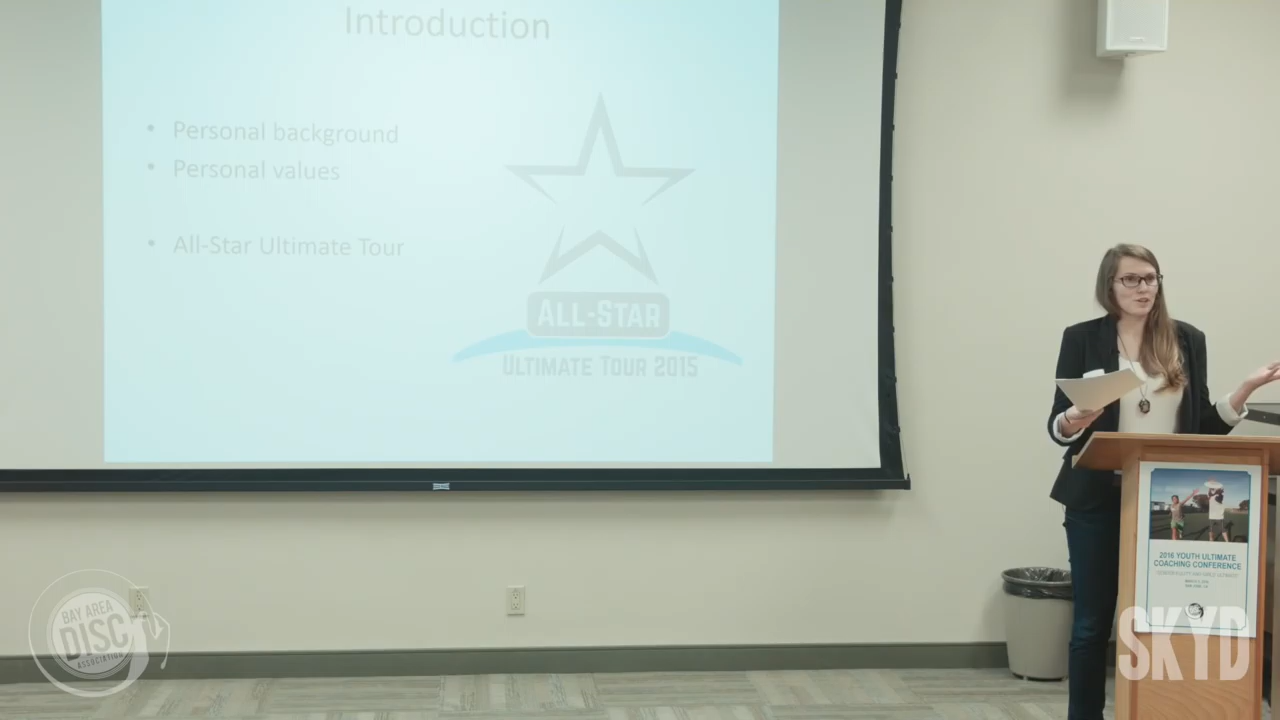 Introduction
• Personal background
• Personal values
• All-Star Ultimate Tour
ALL-STAR
ULTIMATE TOUR 2015
2016 YOUTH ULTIMATE
COACHING CONFERENCE
BAY AREA
DISC
ASSOCIATION
SKYD